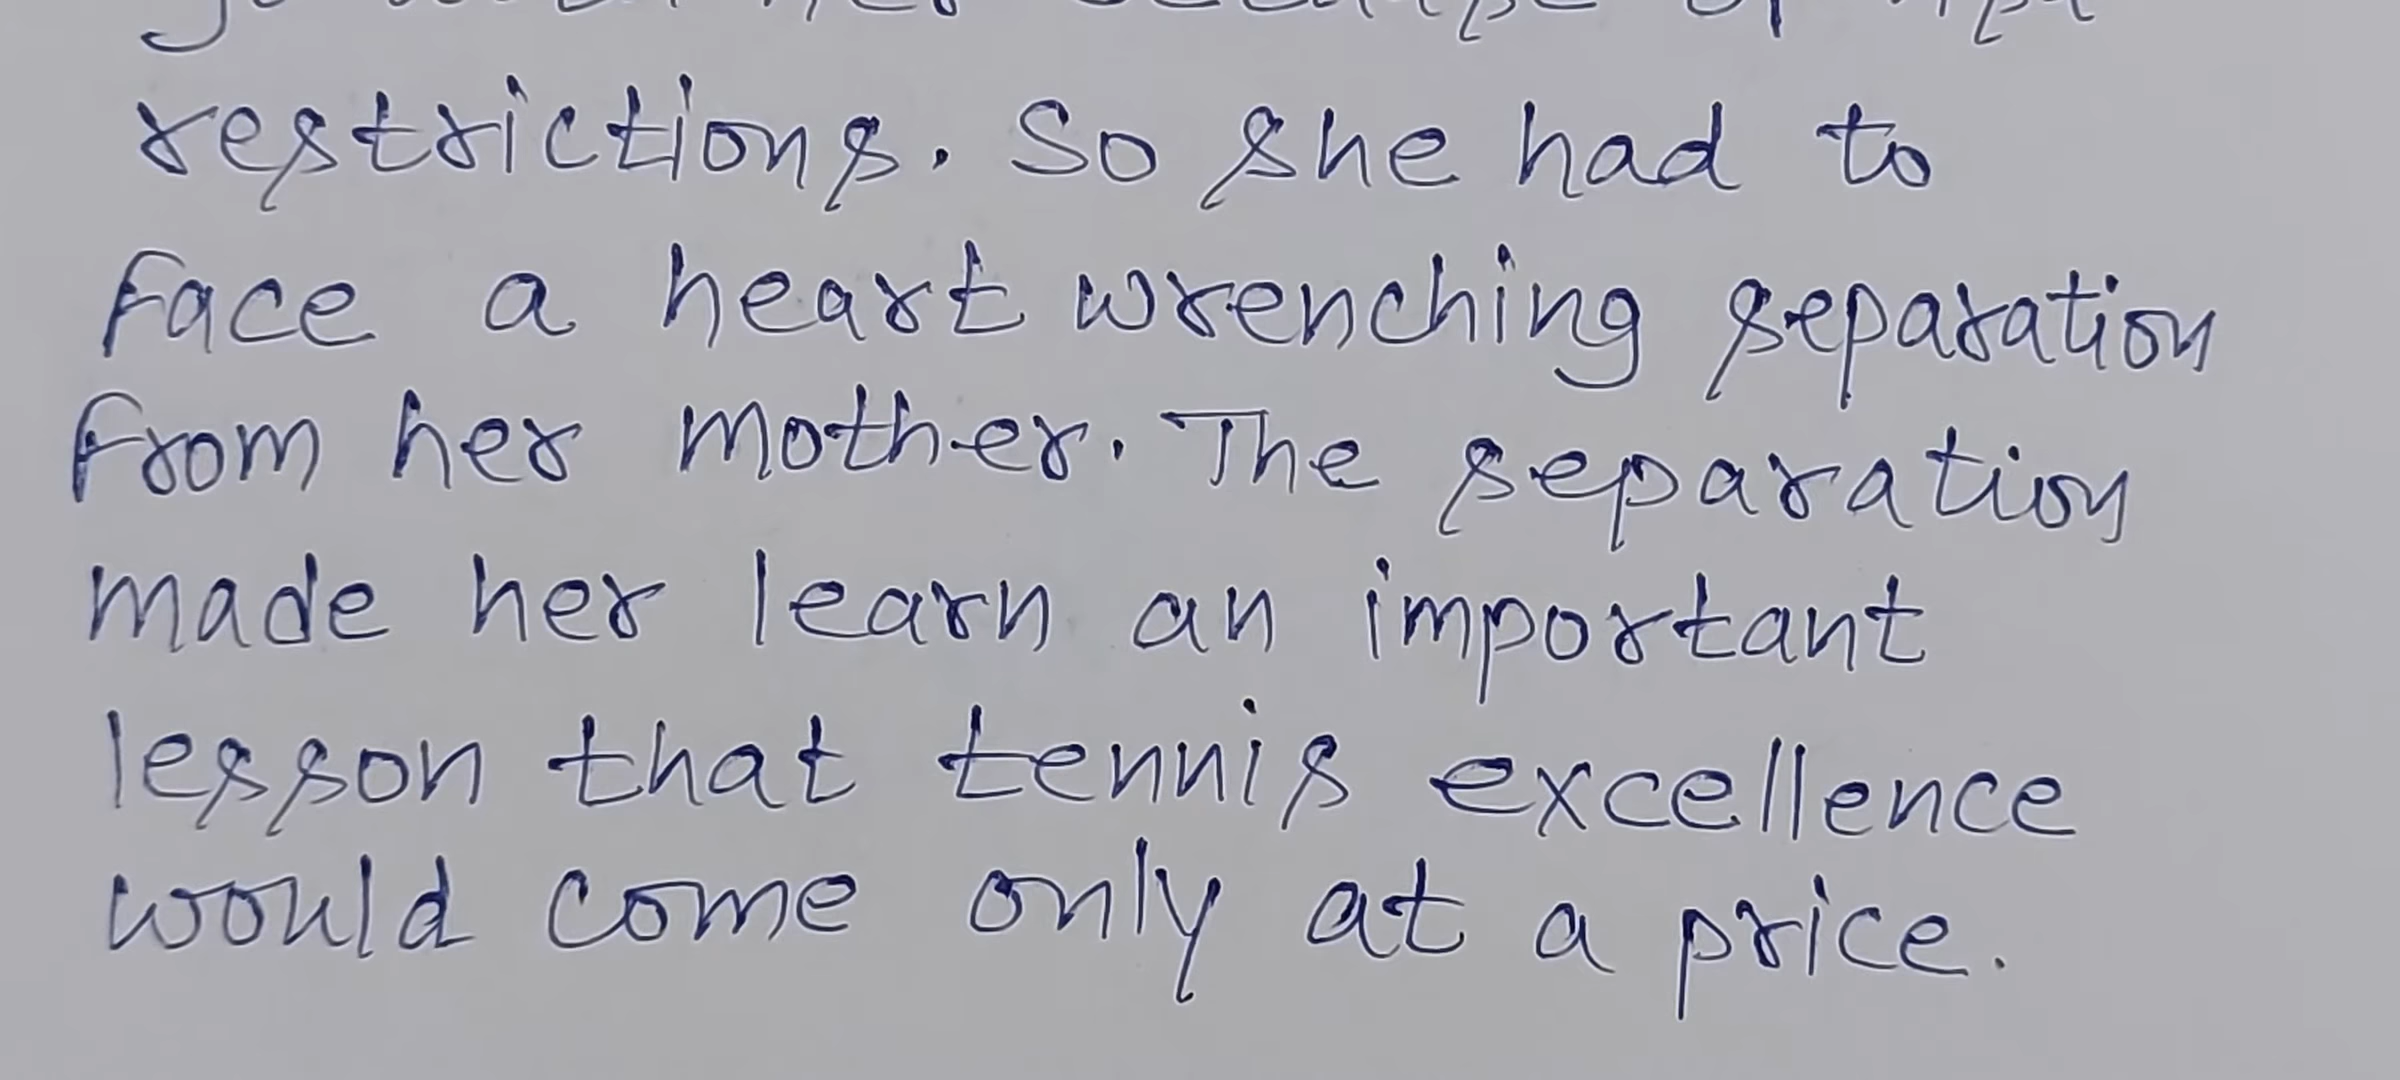 restrictions. So she had to
face a heart wrenching separation
from her mother. The separation
made her learn an important
lesson that tennis excellence
would come only at a price.